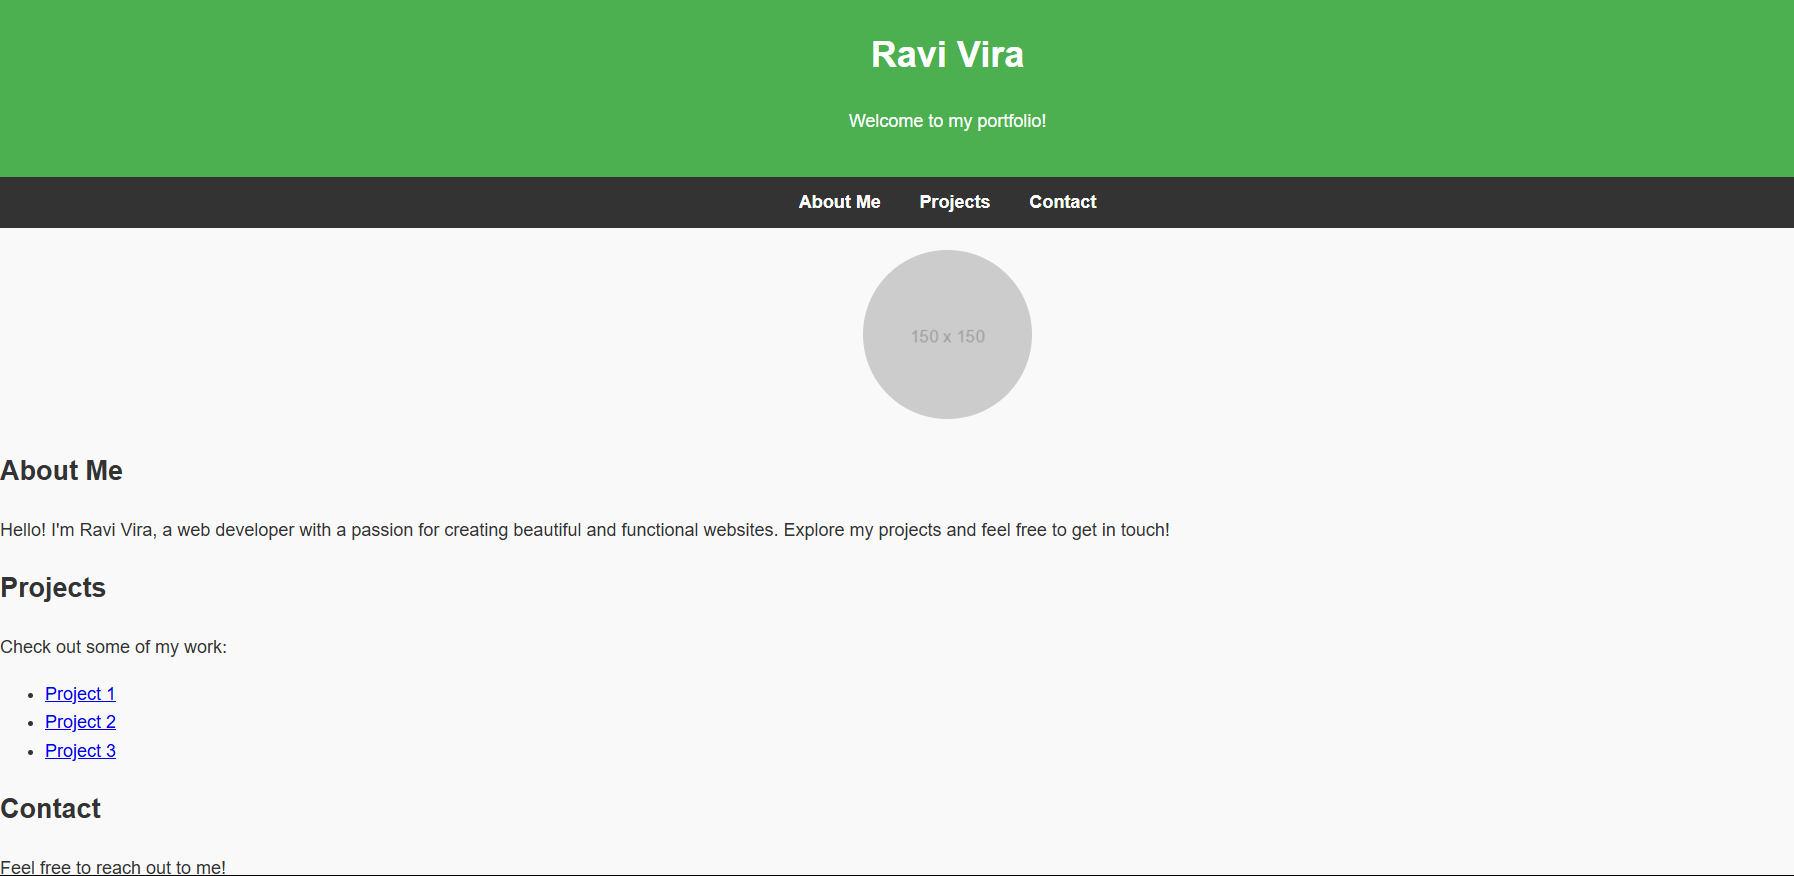 Ravi Vira
Welcome to my portfolio!
About Me Projects Contact
150 x 150
About Me
Hello! I'm Ravi Vira, a web developer with a passion for creating beautiful and functional websites. Explore my projects and feel free to get in touch!
Projects
Check out some of my work:
Project 1
Project 2
Project 3
Contact
Feel free to reach out to me!